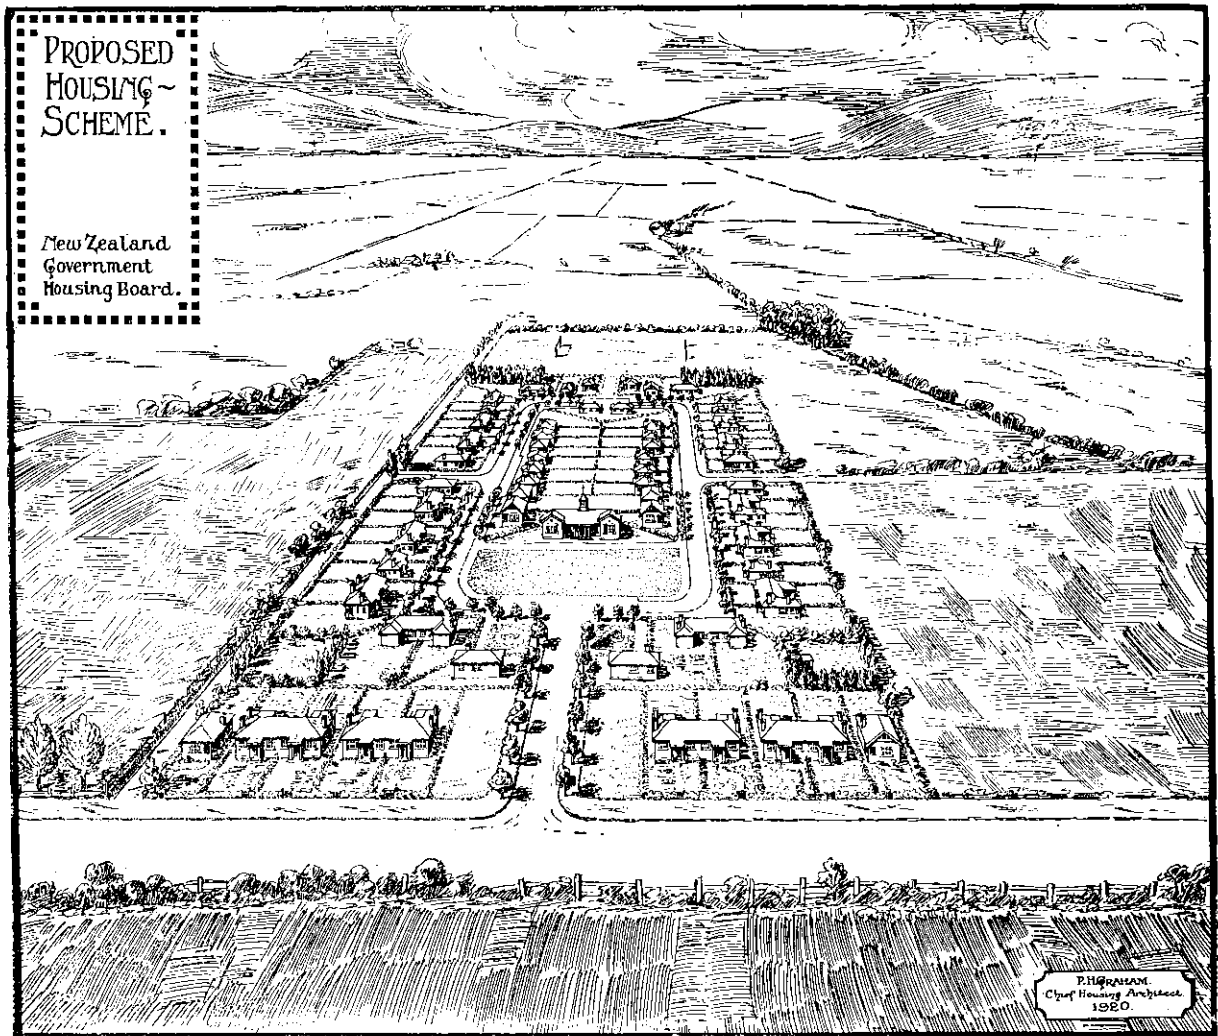 PROPOSED
HOUSING~
SCHEME.
New Zealand
Government
Housing Board.
P. H. GRAHAM.
Chief Housing Architect.
1920.